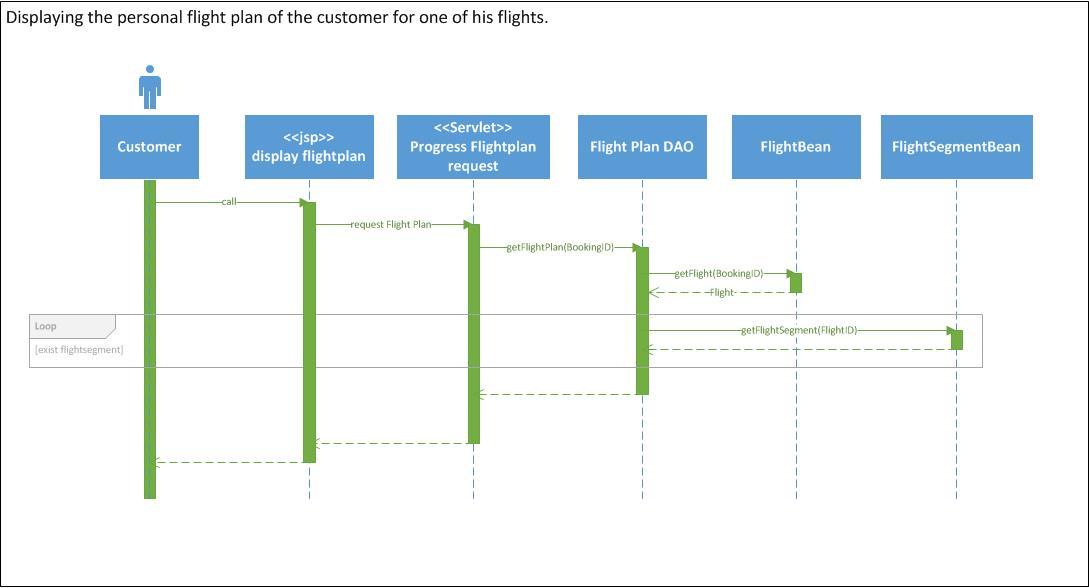 Displaying the personal flight plan of the customer for one of his flights.
Customer
<<jsp>>
display flightplan
<<Servlet>>
Progress Flightplan
request
Flight Plan DAO
FlightBean
FlightSegmentBean
call
request Flight Plan
getFlightPlan(BookingID)
getFlight(BookingID)
Flight
Loop
getFlightSegment(FlightID)
[exist flightsegment]